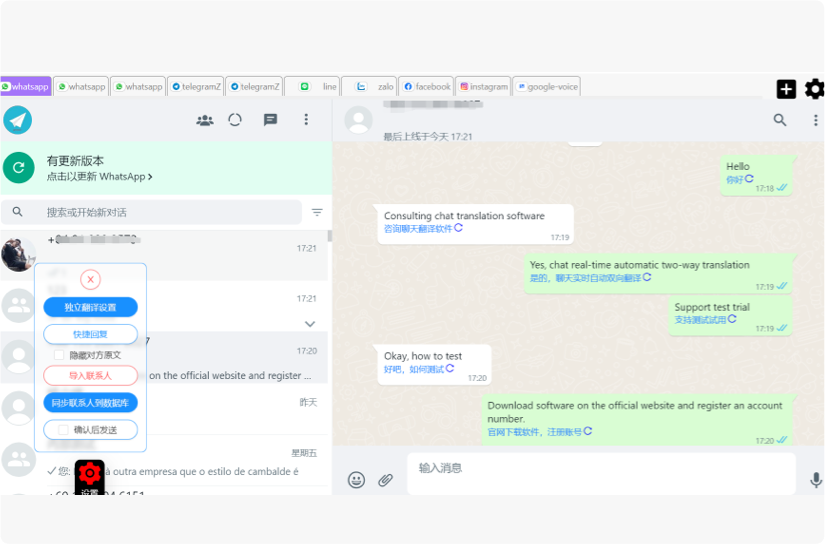 whatsapp
whatsapp
whatsapp
telegramZ
telegramZ
line
zalo
facebook
instagram
google-voice
有更新版本
点击以更新 WhatsApp
搜索或开始新对话
17:21
17:21
17:20
on the official website and register ...
昨天
星期五
您:
à outra empresa que o estilo de cambalde é
X
独立翻译设置
快捷回复
隐藏对方原文
导入联系人
同步联系人到数据库
确认后发送
设置
最后上线于今天 17:21
Hello
你好
17:18
Consulting chat translation software
咨询聊天翻译软件
17:19
Yes, chat real-time automatic two-way translation
是的，聊天实时自动双向翻译
17:19
Support test trial
支持测试试用
17:19
Okay, how to test
好吧，如何测试
17:20
Download software on the official website and register an account
number.
官网下载软件，注册账号
17:20
输入消息